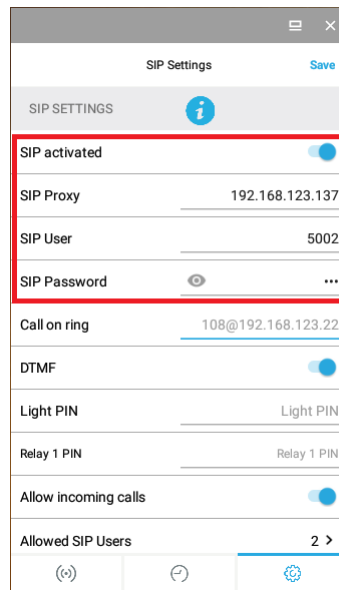 SIP Settings Save
SIP SETTINGS i
SIP activated
SIP Proxy 192.168.123.137
SIP User 5002
SIP Password •••
Call on ring 108@192.168.123.22
DTMF
Light PIN Light PIN
Relay 1 PIN Relay 1 PIN
Allow incoming calls
Allowed SIP Users 2 >